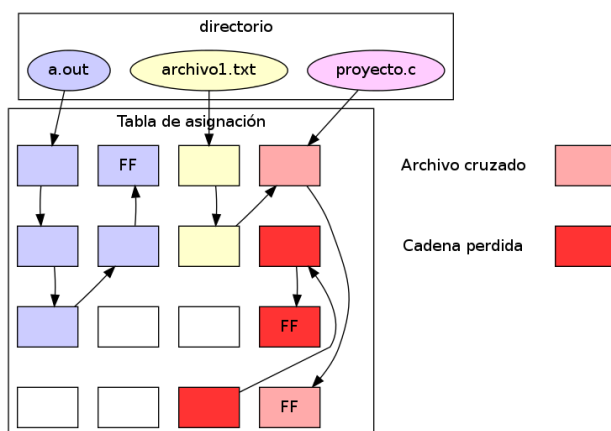 directorio
a.out
archivo1.txt
proyecto.c
Tabla de asignación
FF
Archivo cruzado
Cadena perdida
FF
FF